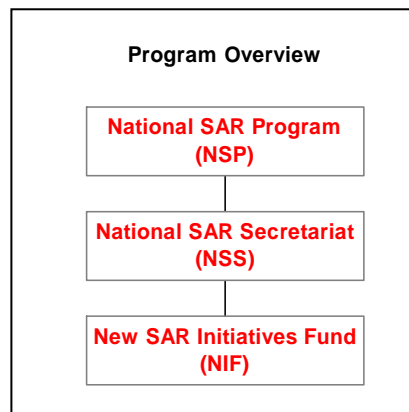 Program Overview
National SAR Program
(NSP)
National SAR Secretariat
(NSS)
New SAR Initiatives Fund
(NIF)